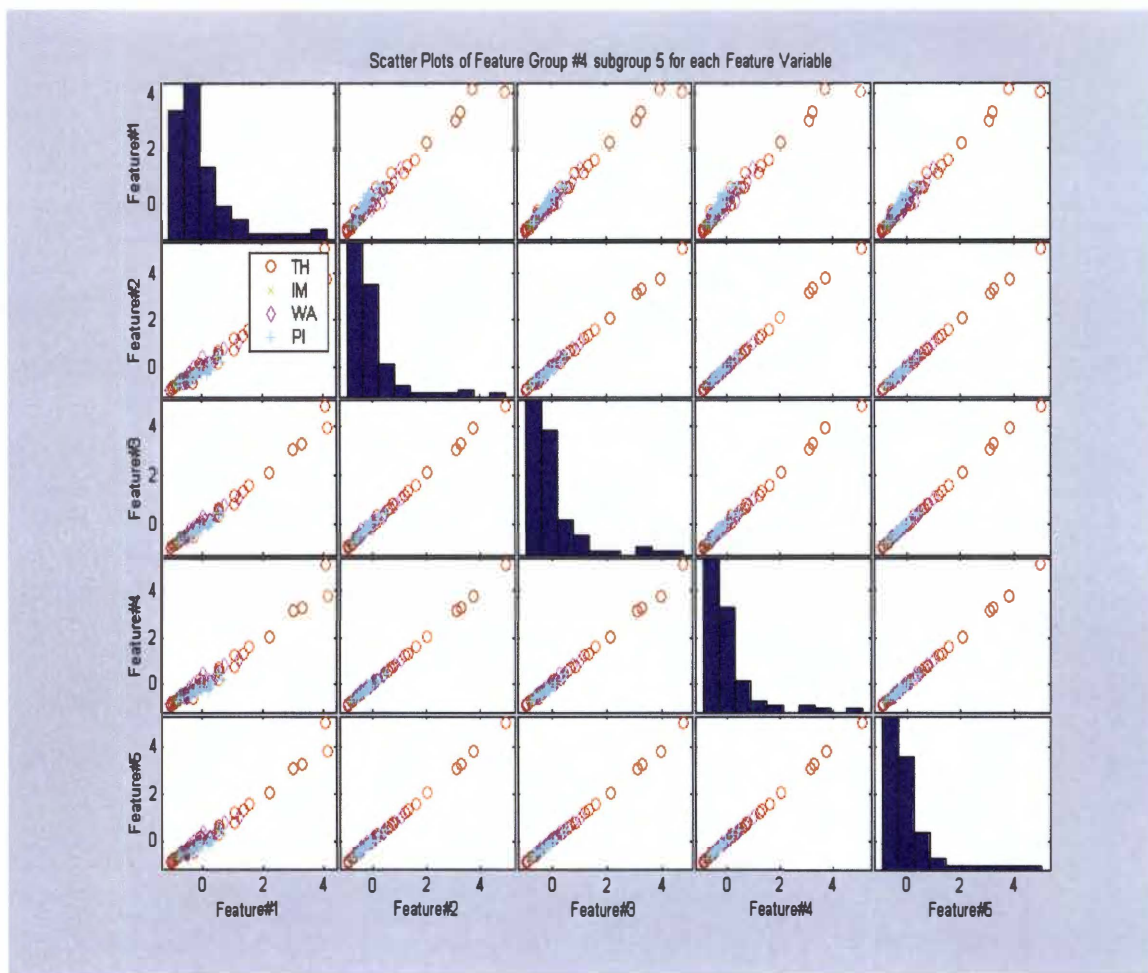 Scatter Plots of Feature Group #4 subgroup 5 for each Feature Variable
4
2
0
Feature#1
4
2
0
Feature#2
TH
IM
WA
PI
4
2
0
Feature#3
4
2
0
Feature#4
4
2
0
Feature#5
0 2 4 0 2 4 0 2 4 0 2 4 0 2 4
Feature#1 Feature#2 Feature#3 Feature#4 Feature#5